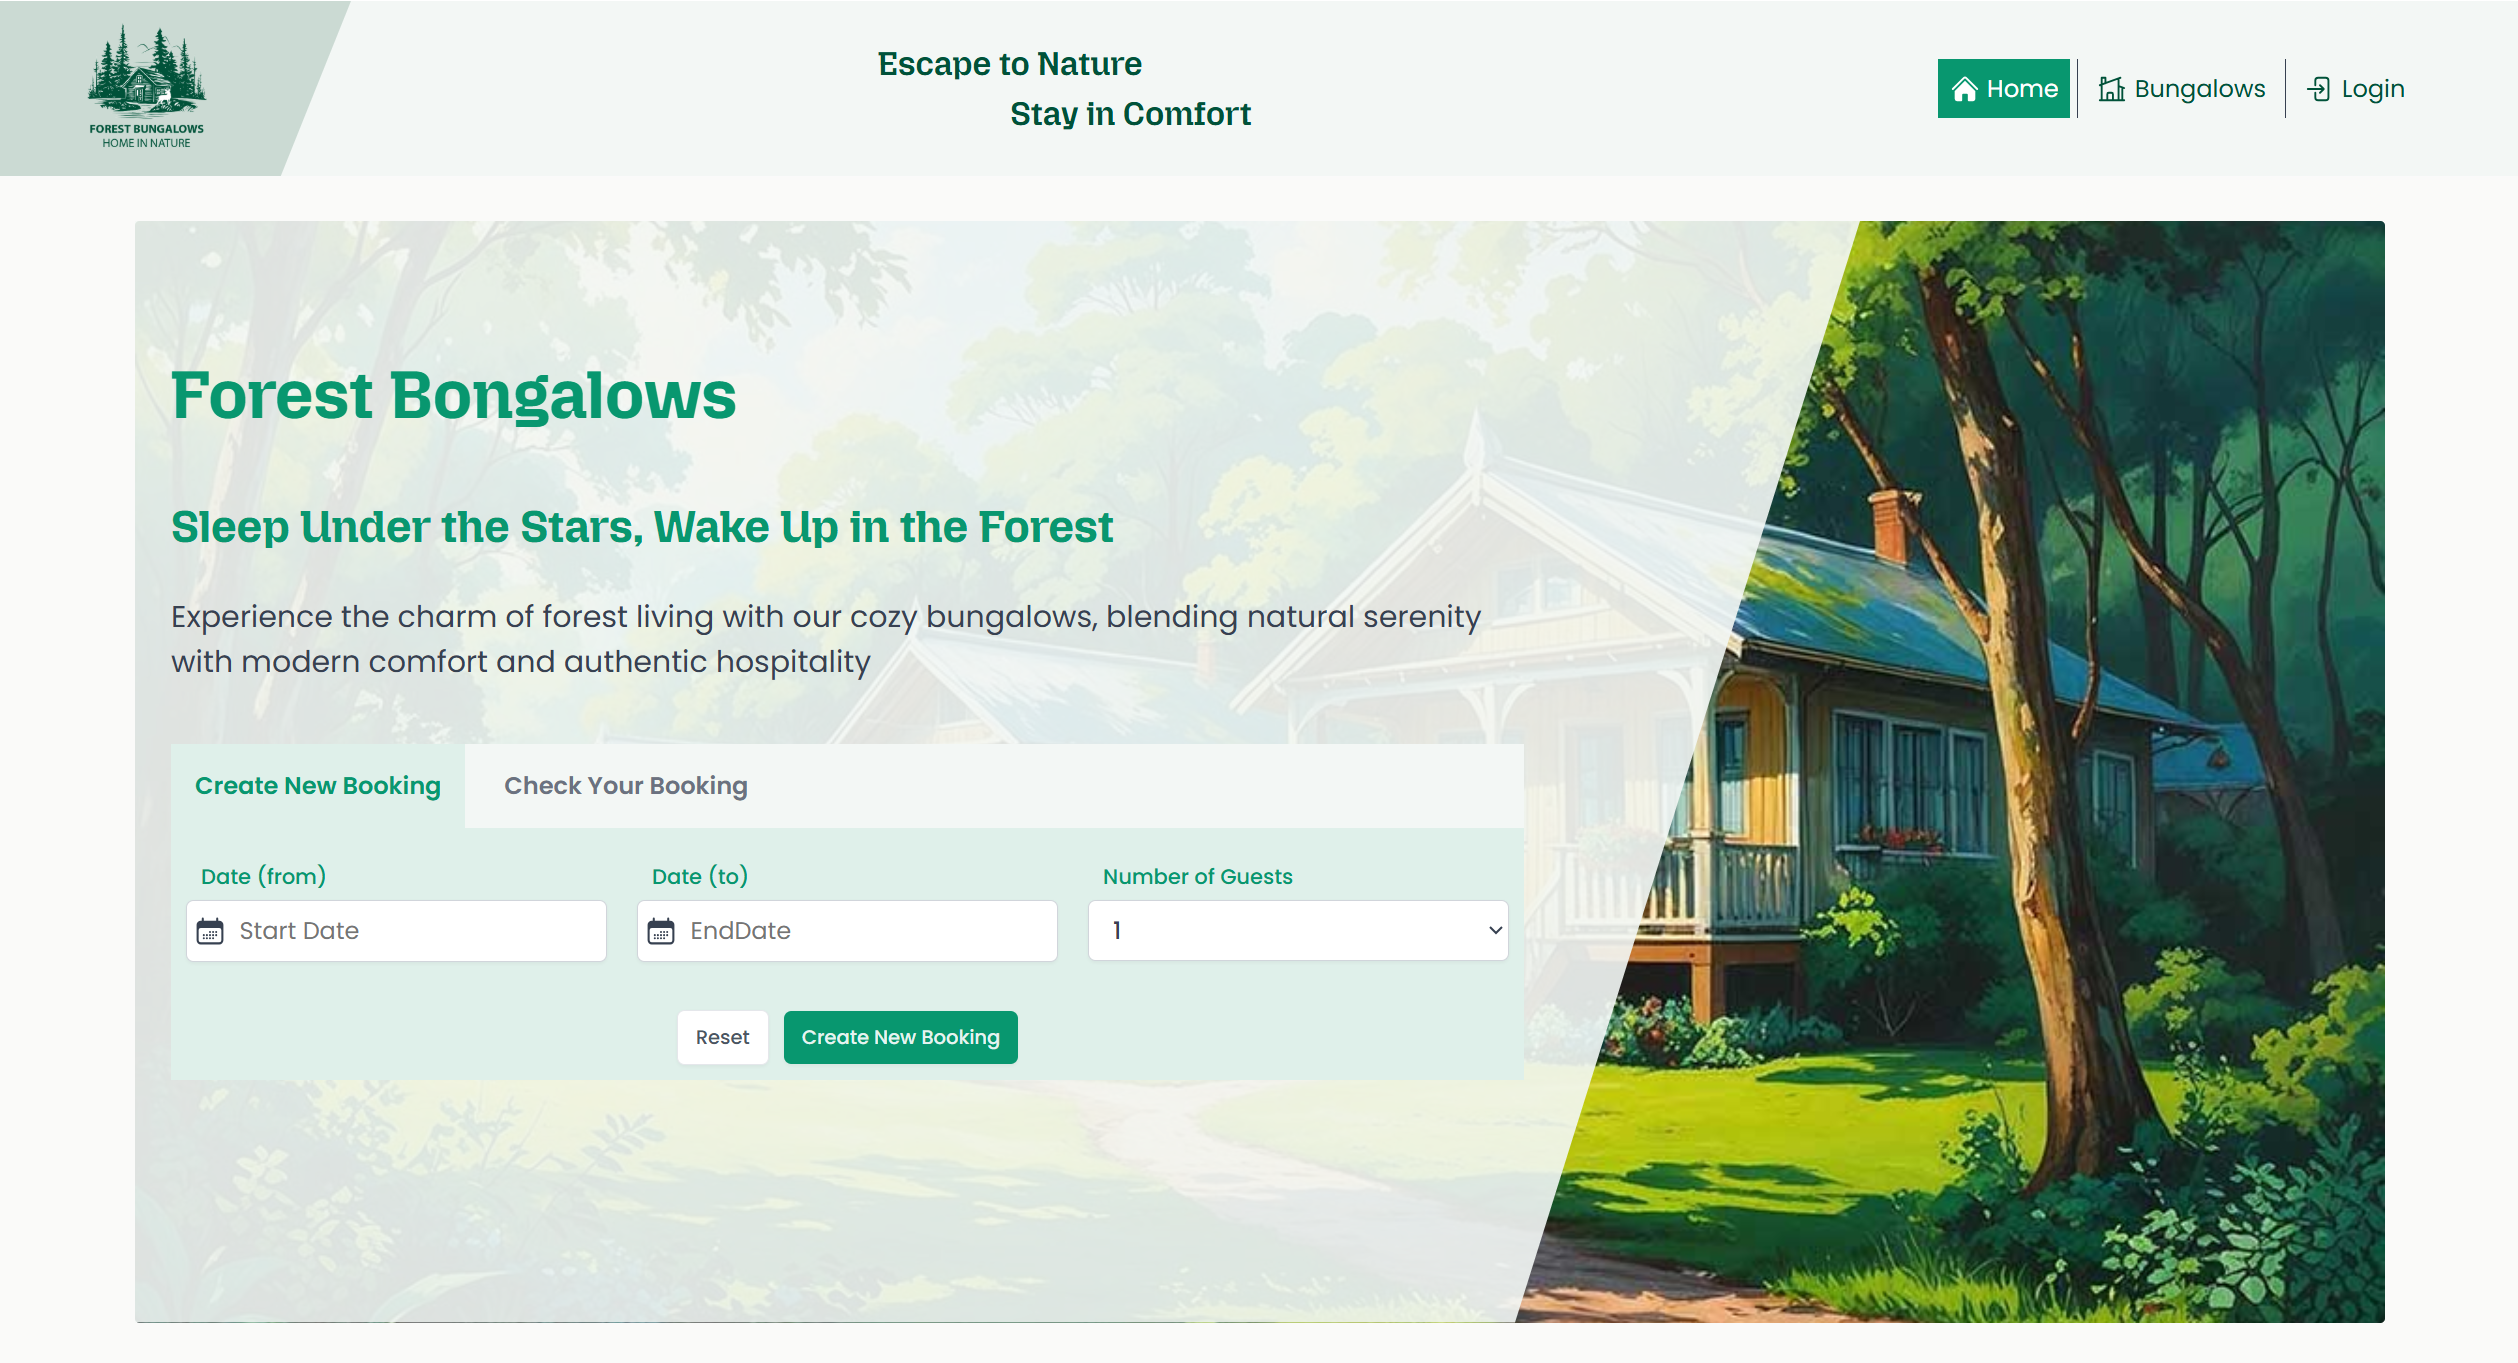 FOREST BUNGALOWS
HOME IN NATURE
Escape to Nature
Stay in Comfort
Home
Bungalows
Login
Forest Bongalows
Sleep Under the Stars, Wake Up in the Forest
Experience the charm of forest living with our cozy bungalows, blending natural serenity
with modern comfort and authentic hospitality
Create New Booking
Check Your Booking
Date (from)
Date (to)
Number of Guests
Start Date
EndDate
1
Reset
Create New Booking